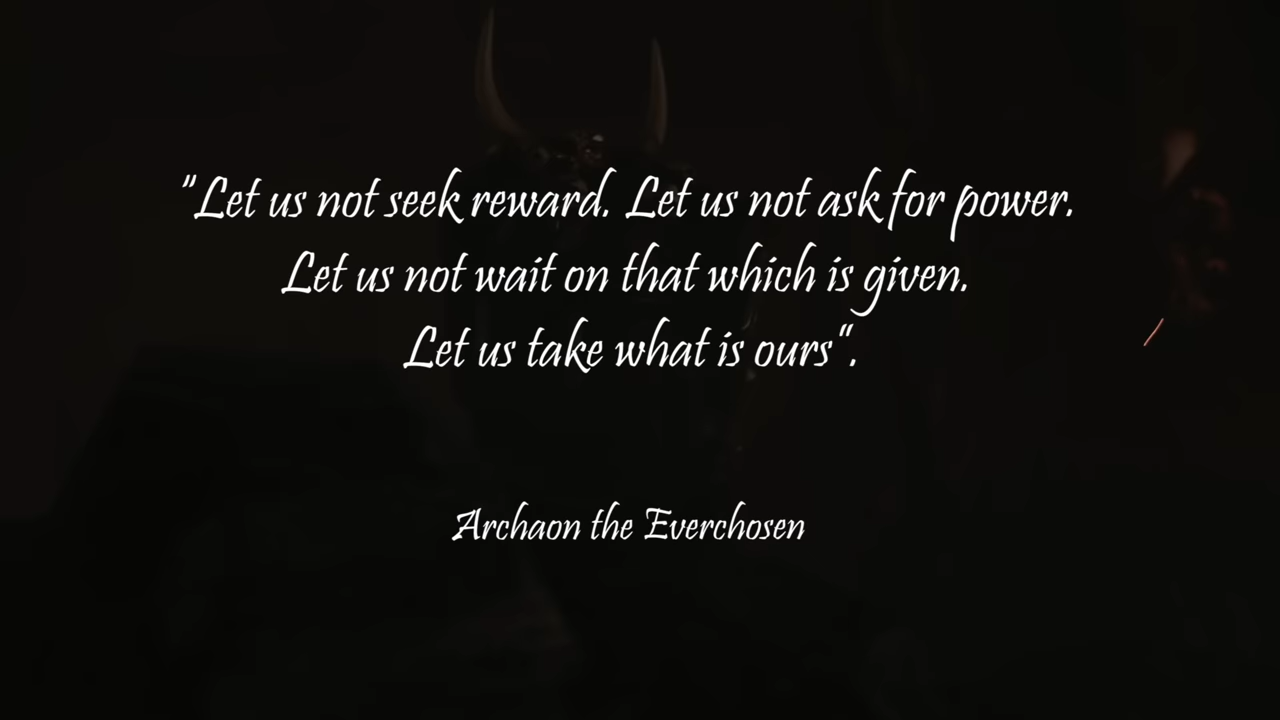 "Let us not seek reward. Let us not ask for power.
Let us not wait on that which is given.
Let us take what is ours".
Archaon the Everchosen